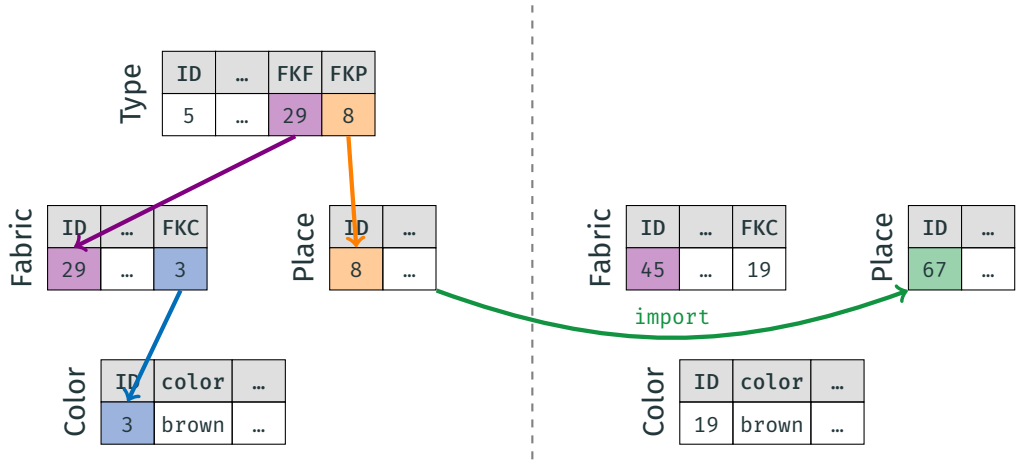 Type
ID … FKF FKP
5 … 29 8
Fabric
ID … FKC
29 … 3
Place
ID …
8 …
Color
ID color …
3 brown …
Fabric
ID … FKC
45 … 19
Place
ID …
67 …
import
Color
ID color …
19 brown …